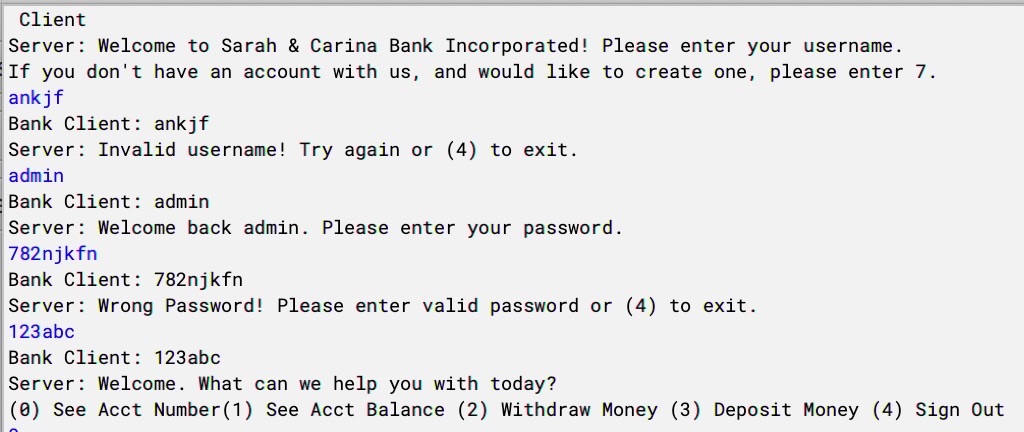 Client
Server: Welcome to Sarah & Carina Bank Incorporated! Please enter your username.
If you don't have an account with us, and would like to create one, please enter 7.
ankjf
Bank Client: ankjf
Server: Invalid username! Try again or (4) to exit.
admin
Bank Client: admin
Server: Welcome back admin. Please enter your password.
782njkfn
Bank Client: 782njkfn
Server: Wrong Password! Please enter valid password or (4) to exit.
123abc
Bank Client: 123abc
Server: Welcome. What can we help you with today?
(0) See Acct Number(1) See Acct Balance (2) Withdraw Money (3) Deposit Money (4) Sign Out